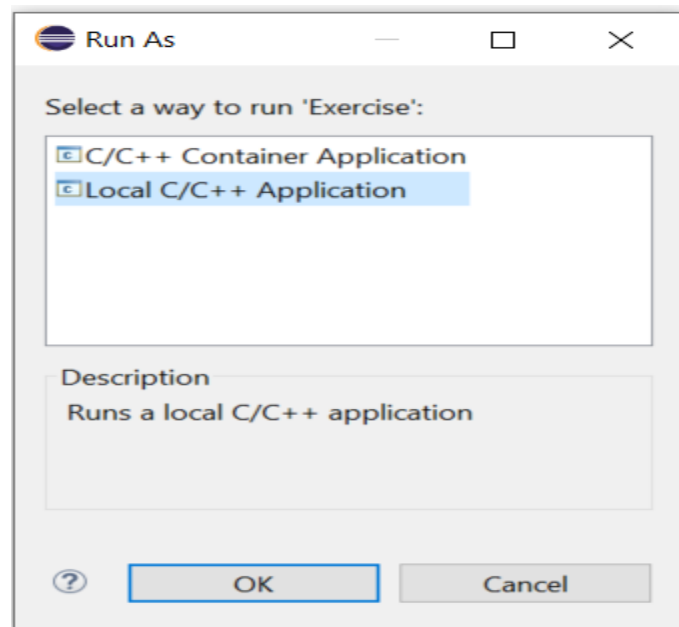 Run As
Select a way to run 'Exercise':
C/C++ Container Application
Local C/C++ Application
Description
Runs a local C/C++ application
?
OK
Cancel